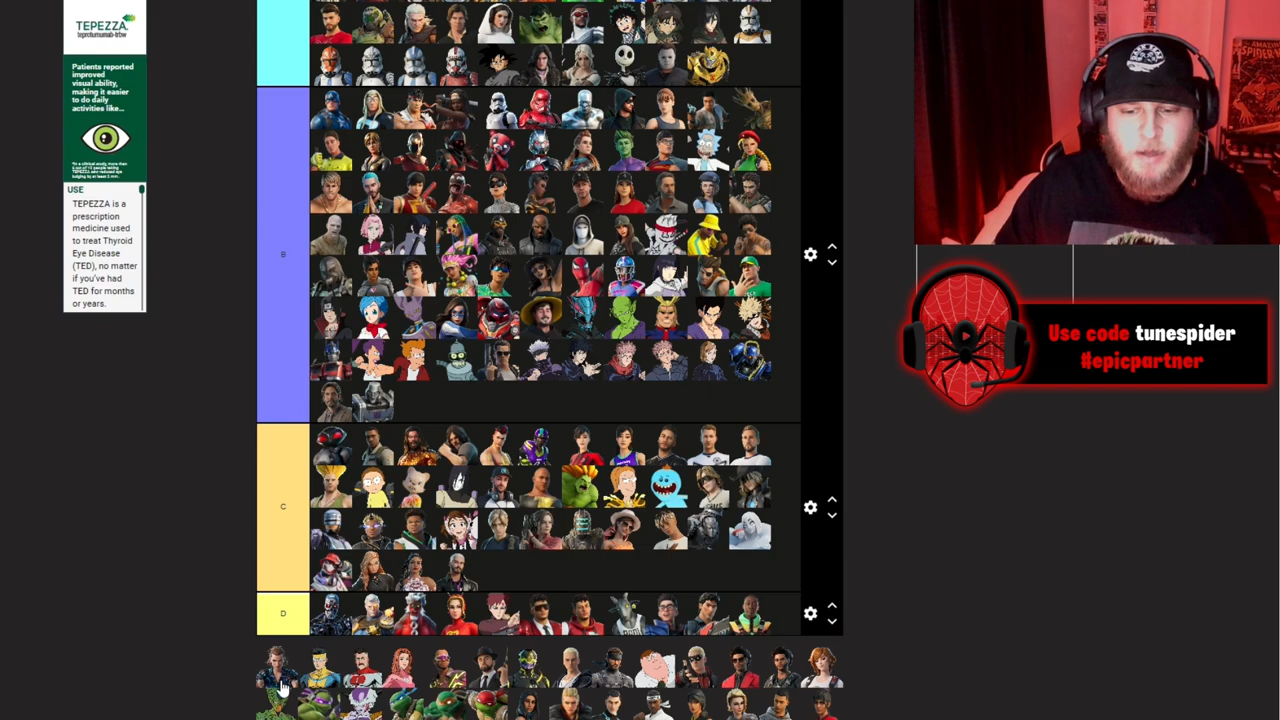 TEPEZZA
teprotumumab-trbw
Patients reported
improved
visual ability,
making it easier
to do daily
activities like...
USE
TEPEZZA is a
prescription
medicine used
to treat Thyroid
Eye Disease
(TED), no matter
if you've had
TED for months
or years.
B
C
D
Use code tunespider
#epicpartner